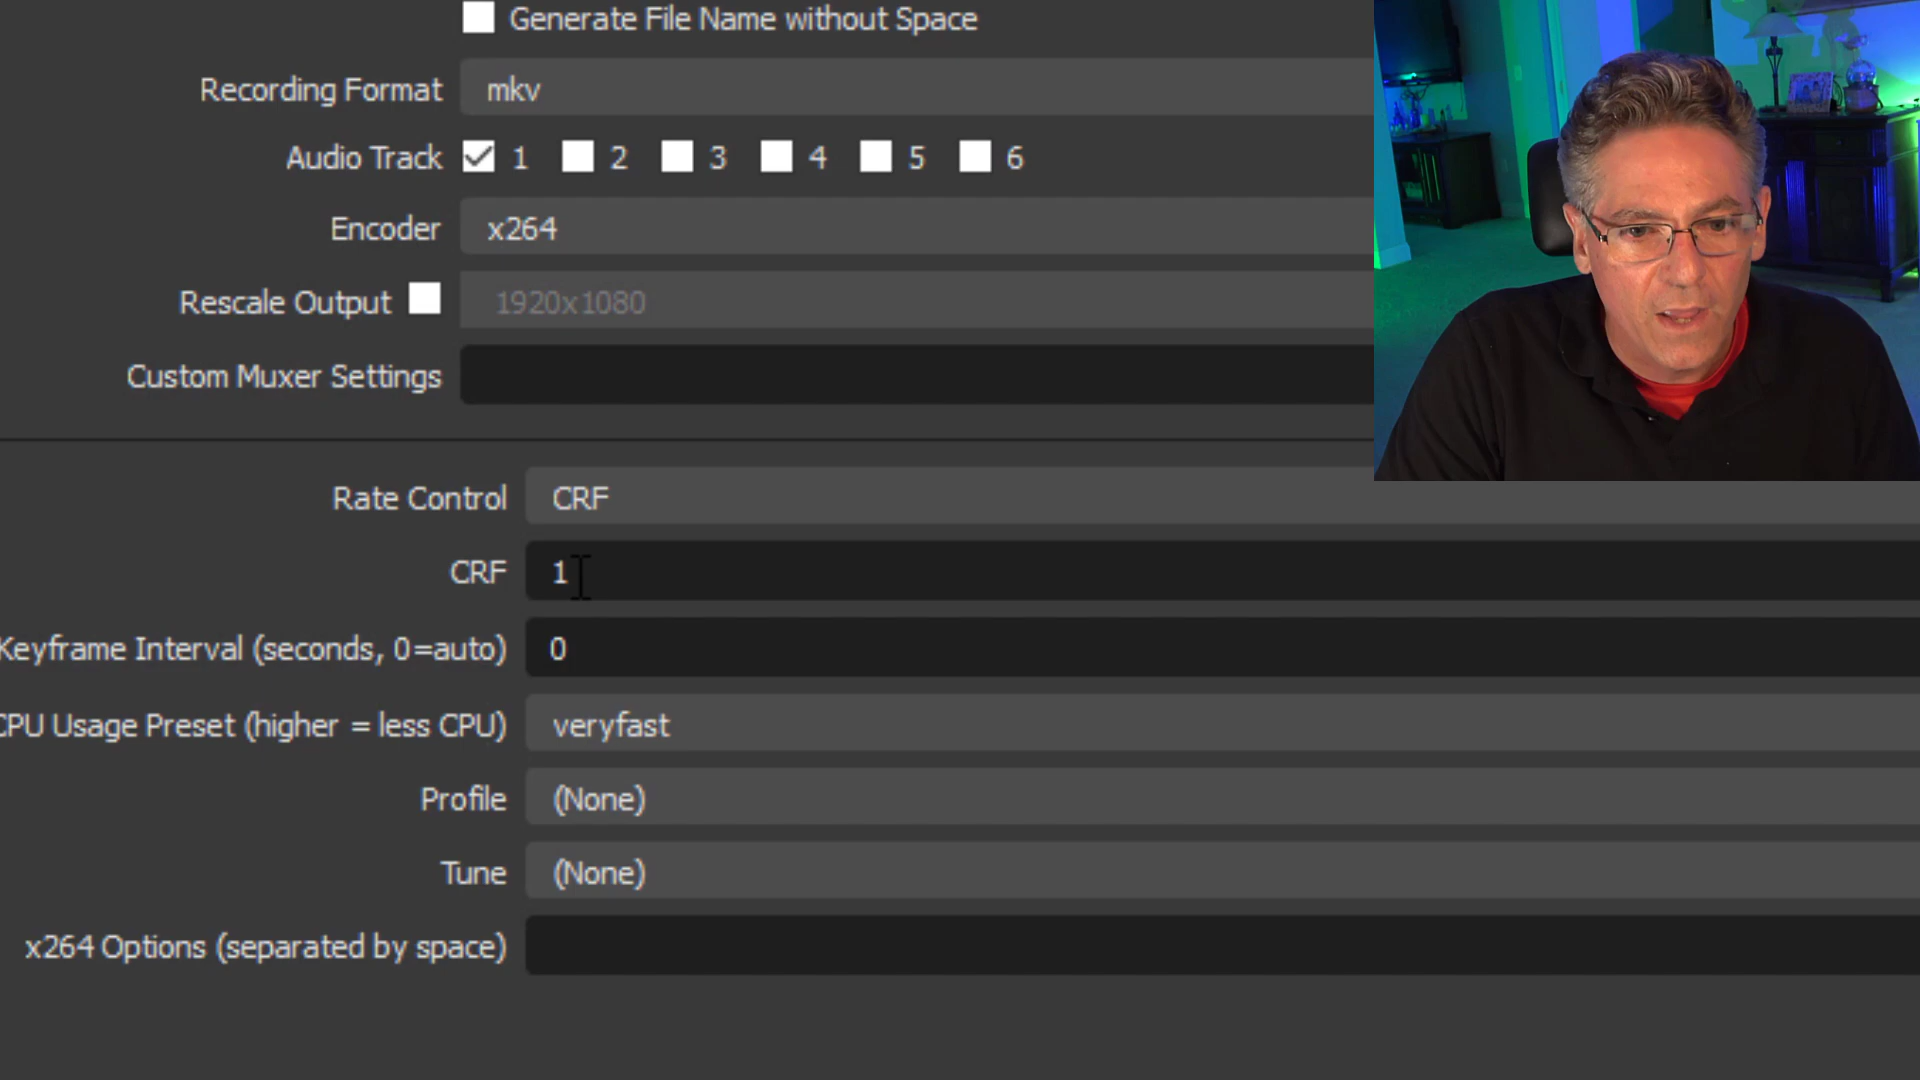 Generate File Name without Space
Recording Format mkv
Audio Track 1 2 3 4 5 6
Encoder x264
Rescale Output 1920x1080
Custom Muxer Settings
Rate Control CRF
CRF 1
Keyframe Interval (seconds, 0=auto) 0
CPU Usage Preset (higher = less CPU) veryfast
Profile (None)
Tune (None)
x264 Options (separated by space)